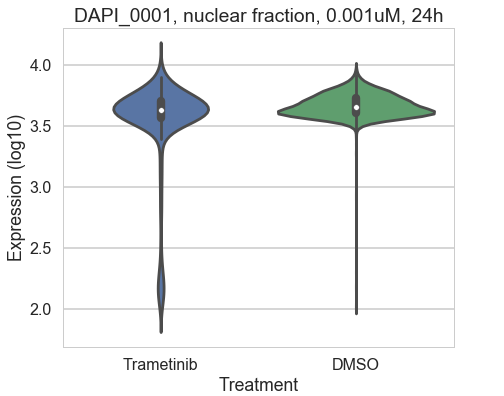 DAPI_0001, nuclear fraction, 0.001uM, 24h
Expression (log10)
4.0
3.5
3.0
2.5
2.0
Trametinib
DMSO
Treatment